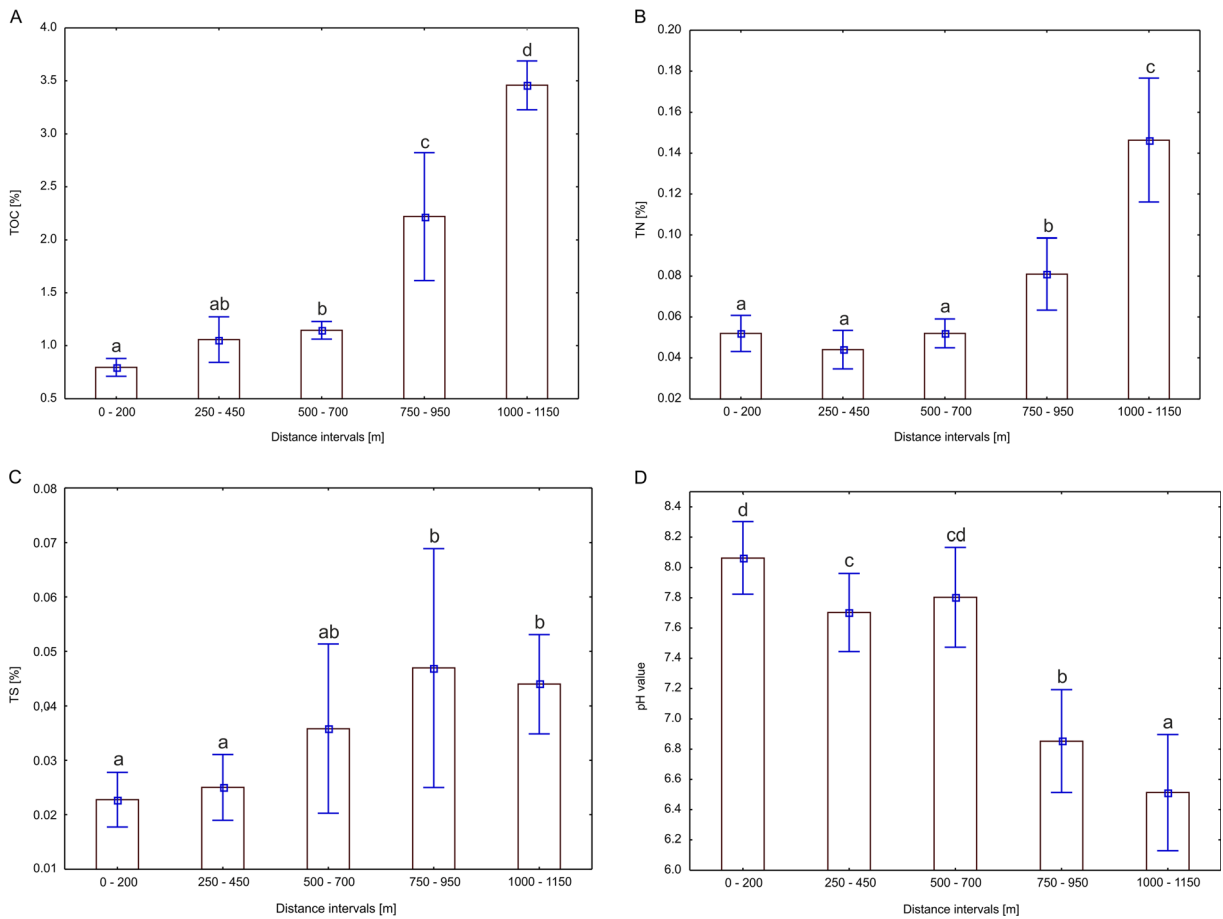 A
4.0
3.5
3.0
2.5
2.0
1.5
1.0
0.5
TOC [%]
a
ab
b
c
d
0 - 200
250 - 450
500 - 700
750 - 950
1000 - 1150
Distance intervals [m]
B
0.20
0.18
0.16
0.14
0.12
0.10
0.08
0.06
0.04
0.02
TN [%]
a
a
a
b
c
0 - 200
250 - 450
500 - 700
750 - 950
1000 - 1150
Distance intervals [m]
C
0.08
0.07
0.06
0.05
0,04
0.03
0.02
0.01
TS [%]
a
a
ab
b
b
0 - 200
250 - 450
500 - 700
750 - 950
1000 - 1150
Distance intervals [m]
D
8.4
8.2
8.0
7.8
7.6
7.4
7.2
7.0
6.8
6.6
6.4
6.2
6.0
pH value
d
c
cd
b
a
0 - 200
250 - 450
500 - 700
750 - 950
1000 - 1150
Distance intervals [m]